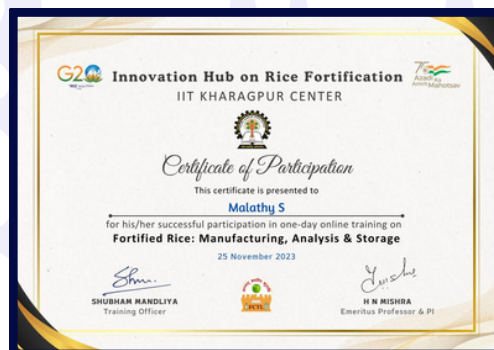 G20
Innovation Hub on Rice Fortification
Azadi Ka
Amrit Mahotsav
IIT KHARAGPUR CENTER
Certificate of Participation
This certificate is presented to
Malathy S
for his/her successful participation in one-day online training on
Fortified Rice: Manufacturing, Analysis & Storage
25 November 2023
SHUBHAM MANDLIYA
Training Officer
FCTL
H N MISHRA
Emeritus Professor & PI